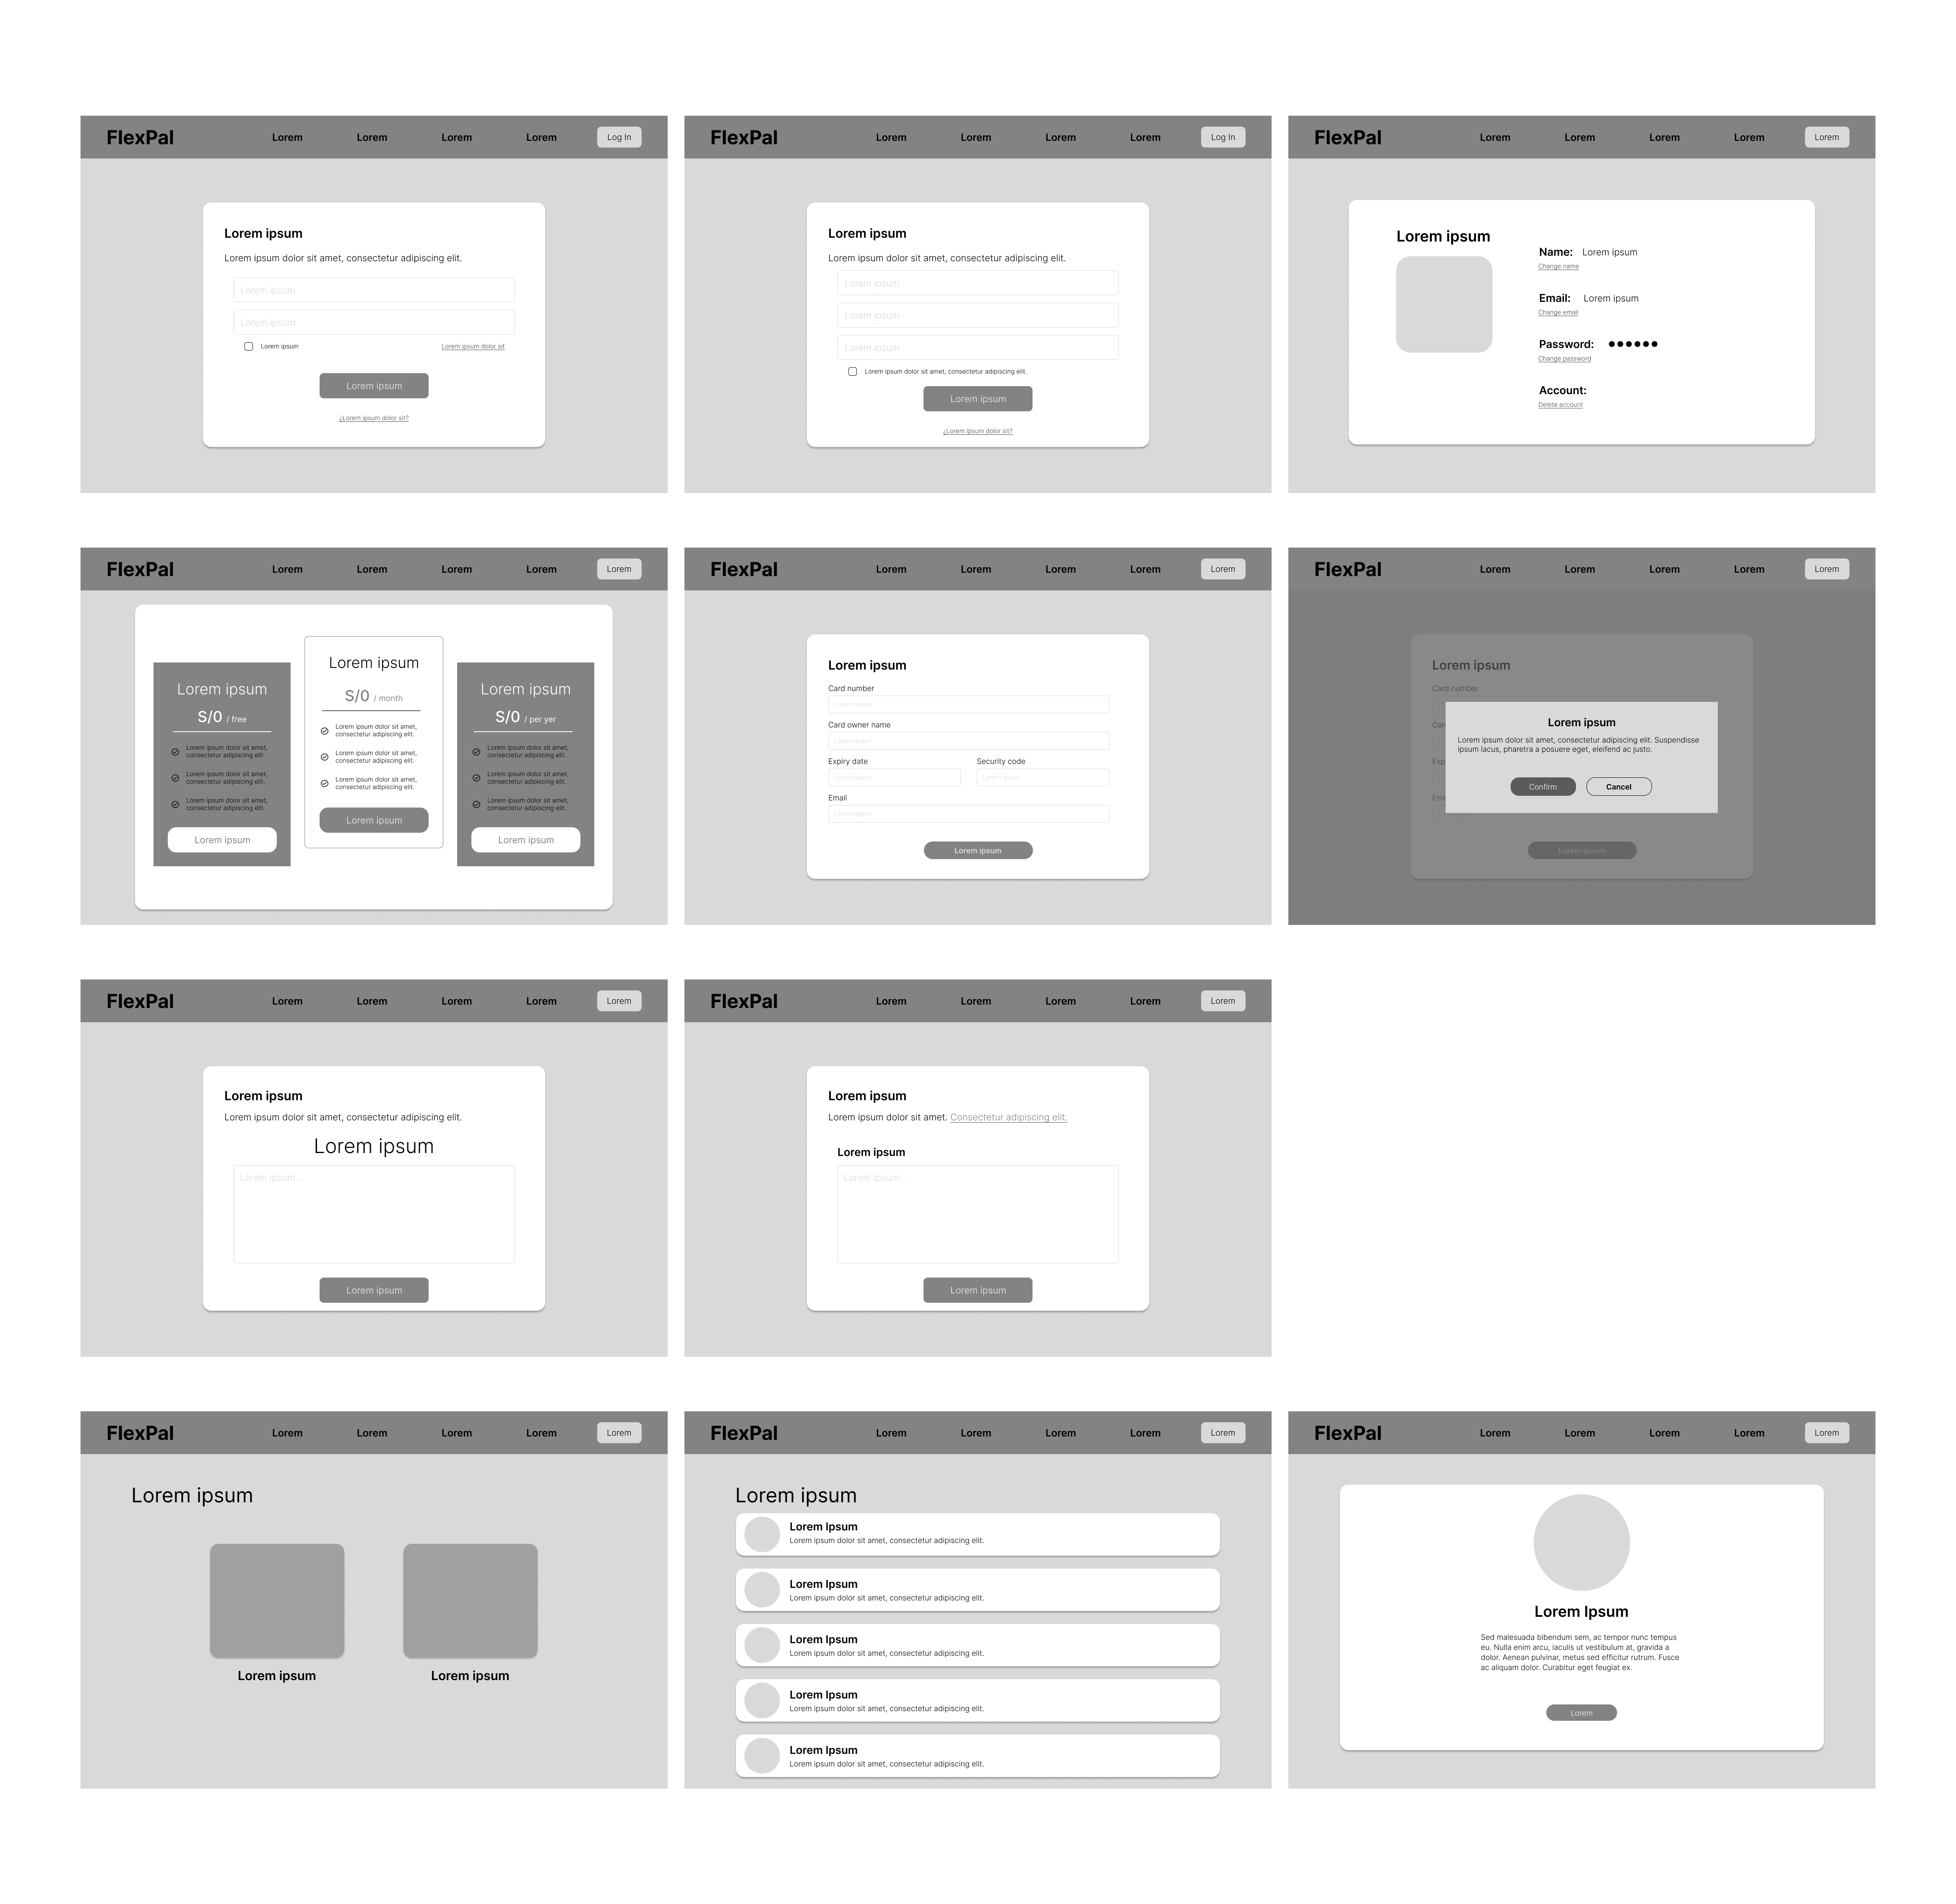 FlexPal Lorem Lorem Lorem Lorem Log In
Lorem ipsum
Lorem ipsum dolor sit amet, consectetur adipiscing elit.
Lorem ipsum
Lorem ipsum
Lorem ipsum Lorem ipsum dolor sit
Lorem ipsum
¿Lorem ipsum dolor sit?
FlexPal Lorem Lorem Lorem Lorem Log In
Lorem ipsum
Lorem ipsum dolor sit amet, consectetur adipiscing elit.
Lorem ipsum
Lorem ipsum
Lorem ipsum
Lorem ipsum dolor sit amet, consectetur adipiscing elit.
Lorem ipsum
¿Lorem ipsum dolor sit?
FlexPal Lorem Lorem Lorem Lorem Lorem
Lorem ipsum
Name: Lorem ipsum
Change name
Email: Lorem ipsum
Change email
Password: ●●●●●●
Change password
Account:
Delete account
FlexPal Lorem Lorem Lorem Lorem Lorem
Lorem ipsum
S/0 / free
Lorem ipsum dolor sit amet,
consectetur adipiscing elit.
Lorem ipsum dolor sit amet,
consectetur adipiscing elit.
Lorem ipsum dolor sit amet,
consectetur adipiscing elit.
Lorem ipsum
Lorem ipsum
S/0 / month
Lorem ipsum dolor sit amet,
consectetur adipiscing elit.
Lorem ipsum dolor sit amet,
consectetur adipiscing elit.
Lorem ipsum dolor sit amet,
consectetur adipiscing elit.
Lorem ipsum
Lorem ipsum
S/0 / per yer
Lorem ipsum dolor sit amet,
consectetur adipiscing elit.
Lorem ipsum dolor sit amet,
consectetur adipiscing elit.
Lorem ipsum dolor sit amet,
consectetur adipiscing elit.
Lorem ipsum
FlexPal Lorem Lorem Lorem Lorem Lorem
Lorem ipsum
Card number
Lorem ipsum
Card owner name
Lorem ipsum
Expiry date Security code
Lorem ipsum Lorem ipsum
Email
Lorem ipsum
Lorem ipsum
FlexPal Lorem Lorem Lorem Lorem Lorem
Lorem ipsum
Card number
Lorem ipsum
Lorem ipsum dolor sit amet, consectetur adipiscing elit. Suspendisse
ipsum lacus, pharetra a posuere eget, eleifend ac justo.
Confirm Cancel
Lorem ipsum
FlexPal Lorem Lorem Lorem Lorem Lorem
Lorem ipsum
Lorem ipsum dolor sit amet, consectetur adipiscing elit.
Lorem ipsum
Lorem ipsum...
Lorem ipsum
FlexPal Lorem Lorem Lorem Lorem Lorem
Lorem ipsum
Lorem ipsum dolor sit amet. Consectetur adipiscing elit.
Lorem ipsum
Lorem ipsum...
Lorem ipsum
FlexPal Lorem Lorem Lorem Lorem Lorem
Lorem ipsum
Lorem ipsum Lorem ipsum
FlexPal Lorem Lorem Lorem Lorem Lorem
Lorem ipsum
Lorem Ipsum
Lorem ipsum dolor sit amet, consectetur adipiscing elit.
Lorem Ipsum
Lorem ipsum dolor sit amet, consectetur adipiscing elit.
Lorem Ipsum
Lorem ipsum dolor sit amet, consectetur adipiscing elit.
Lorem Ipsum
Lorem ipsum dolor sit amet, consectetur adipiscing elit.
Lorem Ipsum
Lorem ipsum dolor sit amet, consectetur adipiscing elit.
FlexPal Lorem Lorem Lorem Lorem Lorem
Lorem Ipsum
Sed malesuada bibendum sem, ac tempor nunc tempus
eu. Nulla enim arcu, iaculis ut vestibulum at, gravida a
dolor. Aenean pulvinar, metus sed efficitur rutrum. Fusce
ac aliquam dolor. Curabitur eget feugiat ex.
Lorem